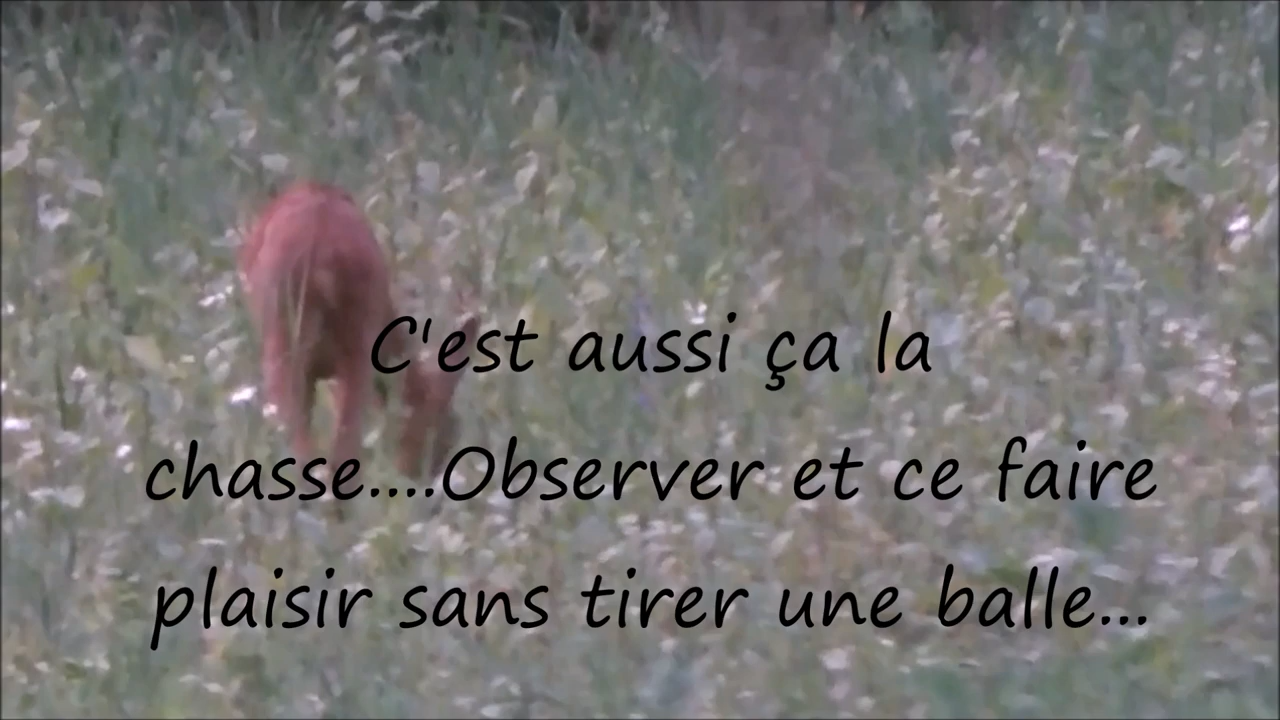 C'est aussi ça la
chasse....Observer et ce faire
plaisir sans tirer une balle...